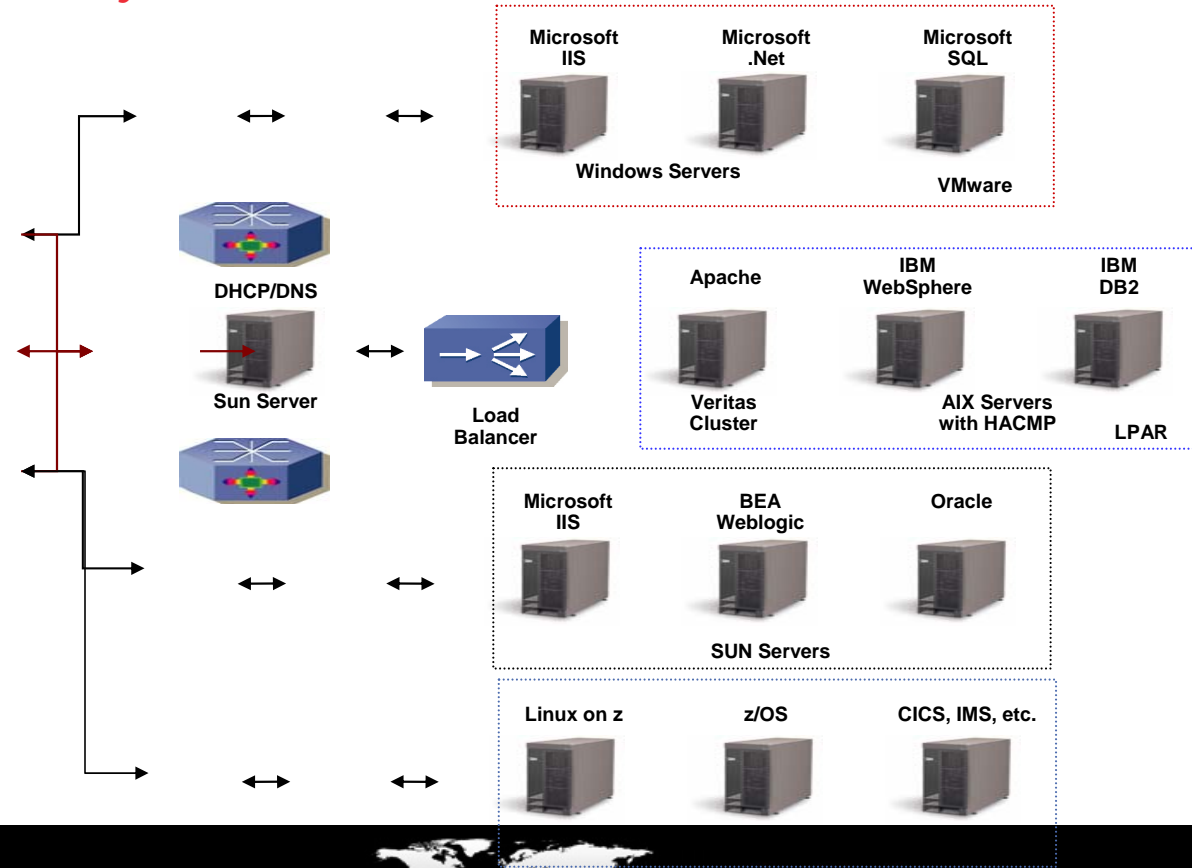 Microsoft
IIS
Microsoft
.Net
Microsoft
SQL
Windows Servers
VMware
DHCP/DNS
Sun Server
Load
Balancer
Apache
IBM
WebSphere
IBM
DB2
Veritas
Cluster
AIX Servers
with HACMP
LPAR
Microsoft
IIS
BEA
Weblogic
Oracle
SUN Servers
Linux on z
z/OS
CICS, IMS, etc.